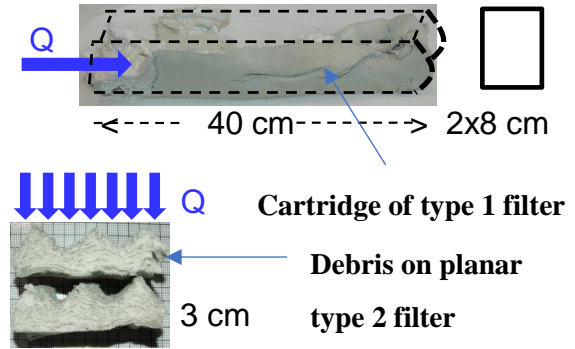 Q
40 cm
2x8 cm
Q
Cartridge of type 1 filter
Debris on planar
3 cm
type 2 filter